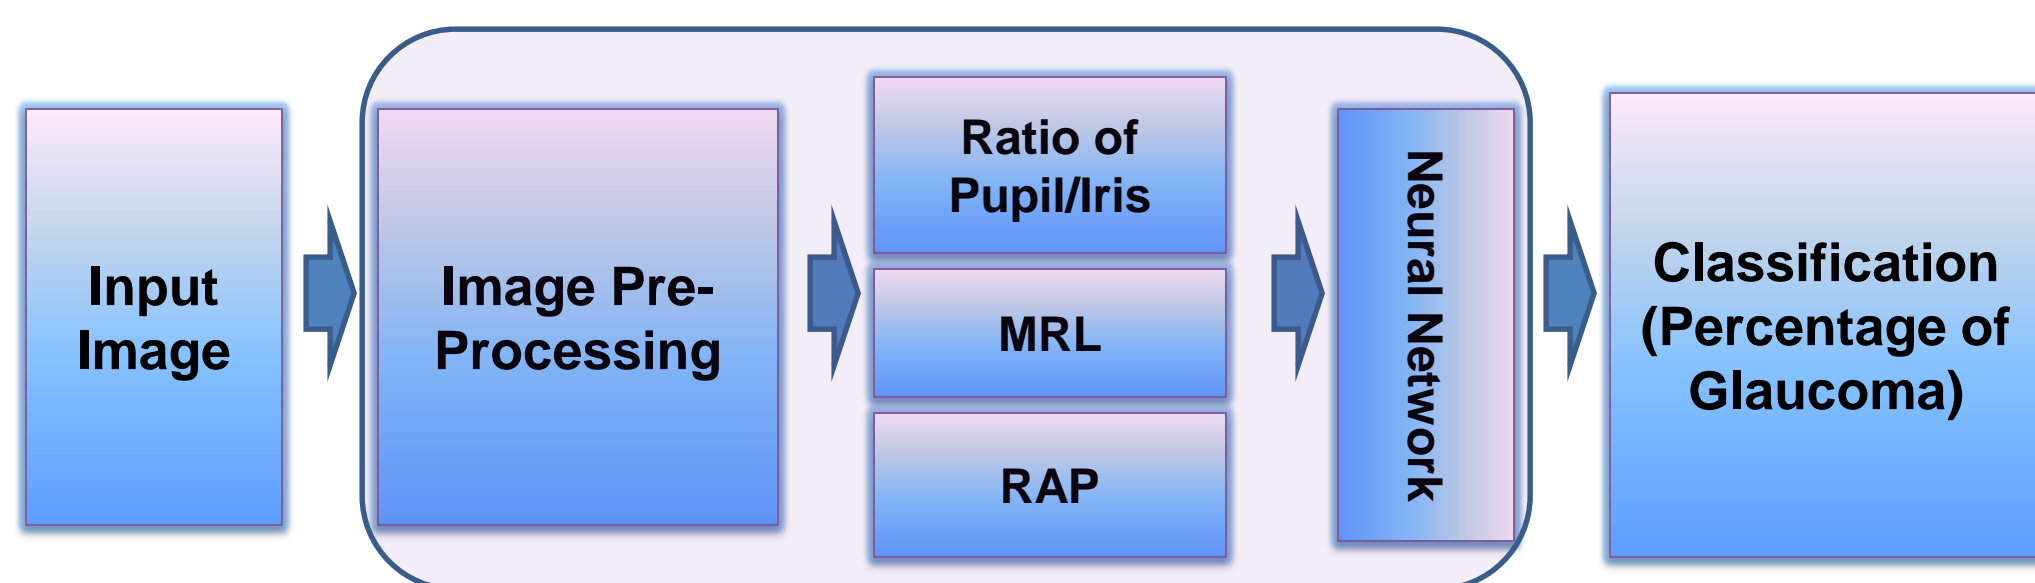 Input
Image
Image Pre-
Processing
Ratio of
Pupil/Iris
MRL
RAP
Neural Network
Classification
(Percentage of
Glaucoma)